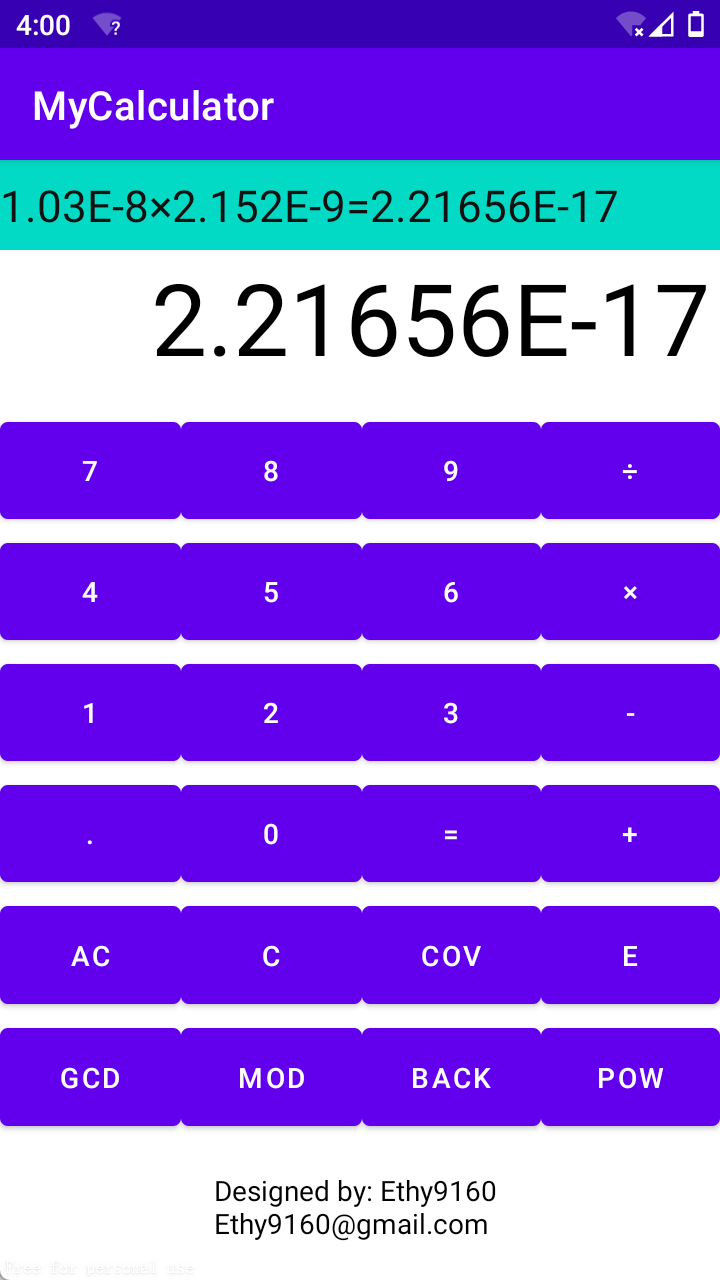 4:00
MyCalculator
1.03E-8×2.152E-9=2.21656E-17
2.21656E-17
7 8 9 ÷
4 5 6 ×
1 2 3 -
. 0 = +
AC C COV E
GCD MOD BACK POW
Designed by: Ethy9160
Ethy9160@gmail.com
Free for personal use